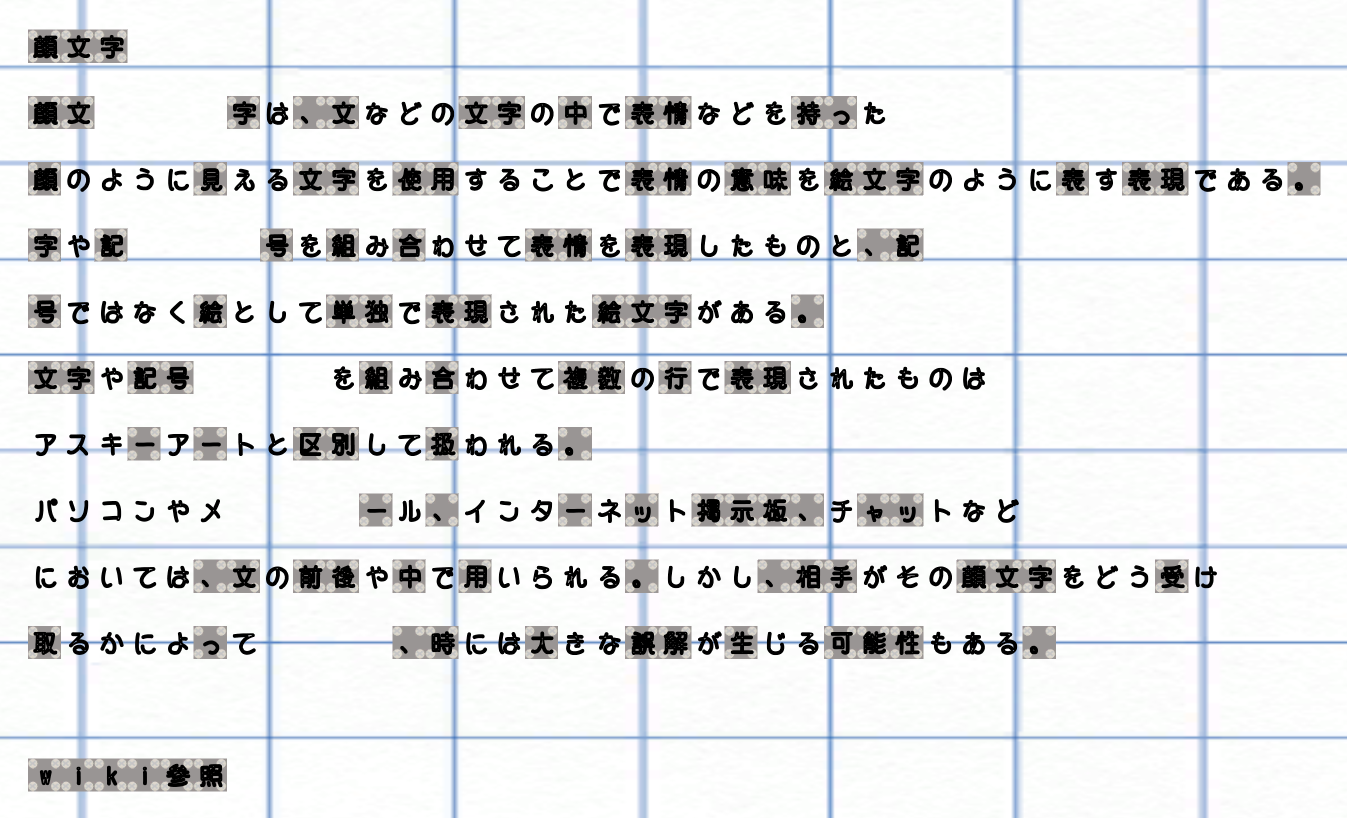 顔文字
顔文　　　　字は、文などの文字の中で表情などを持った
顔のように見える文字を使用することで表情の意味を絵文字のように表す表現である。
字や記　　　　号を組み合わせて表情を表現したものと、記
号ではなく絵として単独で表現された絵文字がある。
文字や記号　　　　を組み合わせて複数の行で表現されたものは
アスキーアートと区別して扱われる。
パソコンやメ　　　　ール、インターネット掲示板、チャットなど
においては、文の前後や中で用いられる。しかし、相手がその顔文字をどう受け
取るかによって　　　　、時には大きな誤解が生じる可能性もある。
ｗｉｋｉ参照